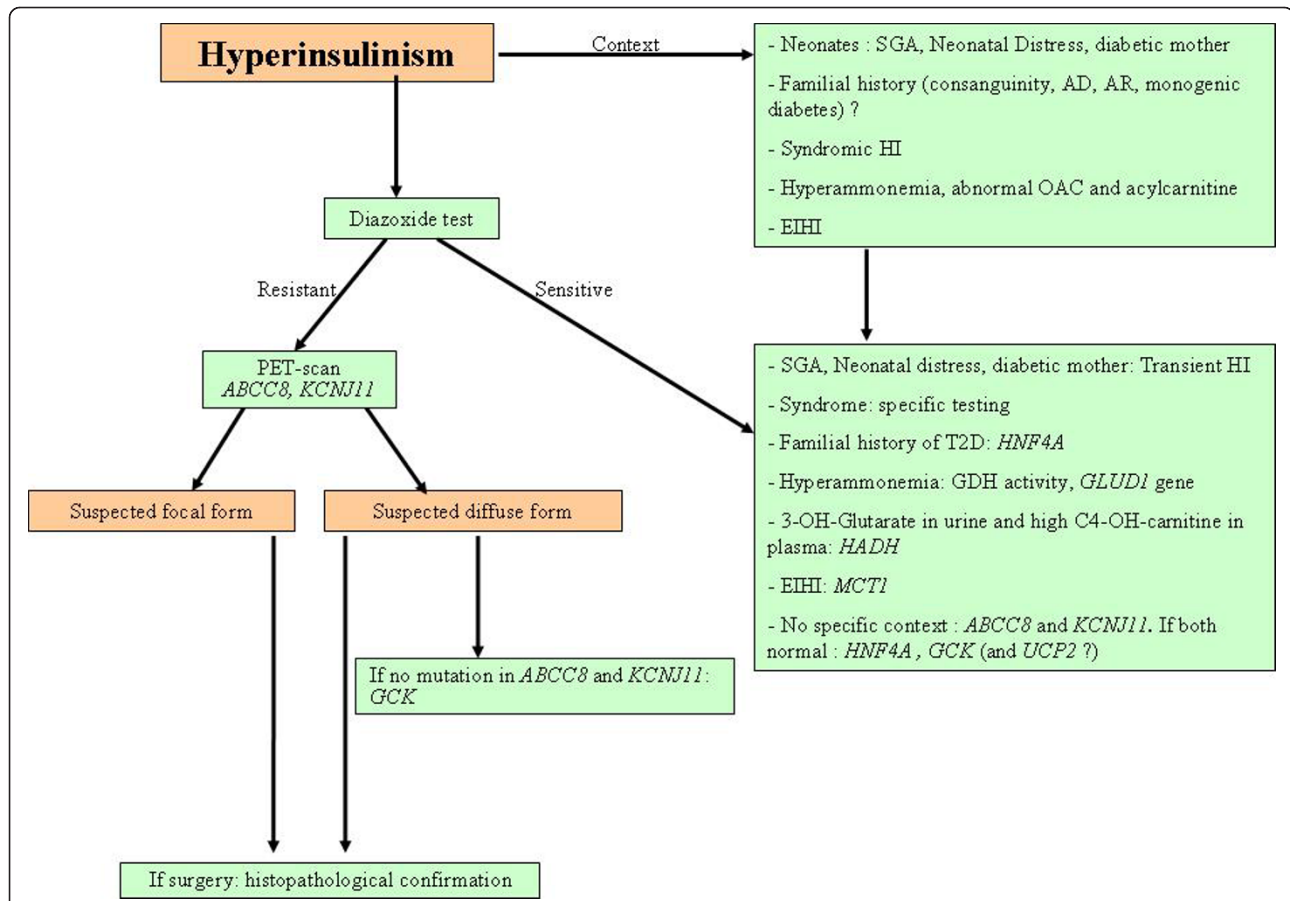 Hyperinsulinism
Context
- Neonates : SGA, Neonatal Distress, diabetic mother
- Familial history (consanguinity, AD, AR, monogenic
diabetes) ?
- Syndromic HI
- Hyperammonemia, abnormal OAC and acylcarnitine
- EIHI
Diazoxide test
Resistant
Sensitive
PET-scan
ABCC8, KCNJ11
- SGA, Neonatal distress, diabetic mother: Transient HI
- Syndrome: specific testing
- Familial history of T2D: HNF4A
- Hyperammonemia: GDH activity, GLUD1 gene
- 3-OH-Glutarate in urine and high C4-OH-carnitine in
plasma: HADH
- EIHI: MCT1
- No specific context : ABCC8 and KCNJ11. If both
normal : HNF4A , GCK (and UCP2 ?)
Suspected focal form
Suspected diffuse form
If no mutation in ABCC8 and KCNJ11:
GCK
If surgery: histopathological confirmation